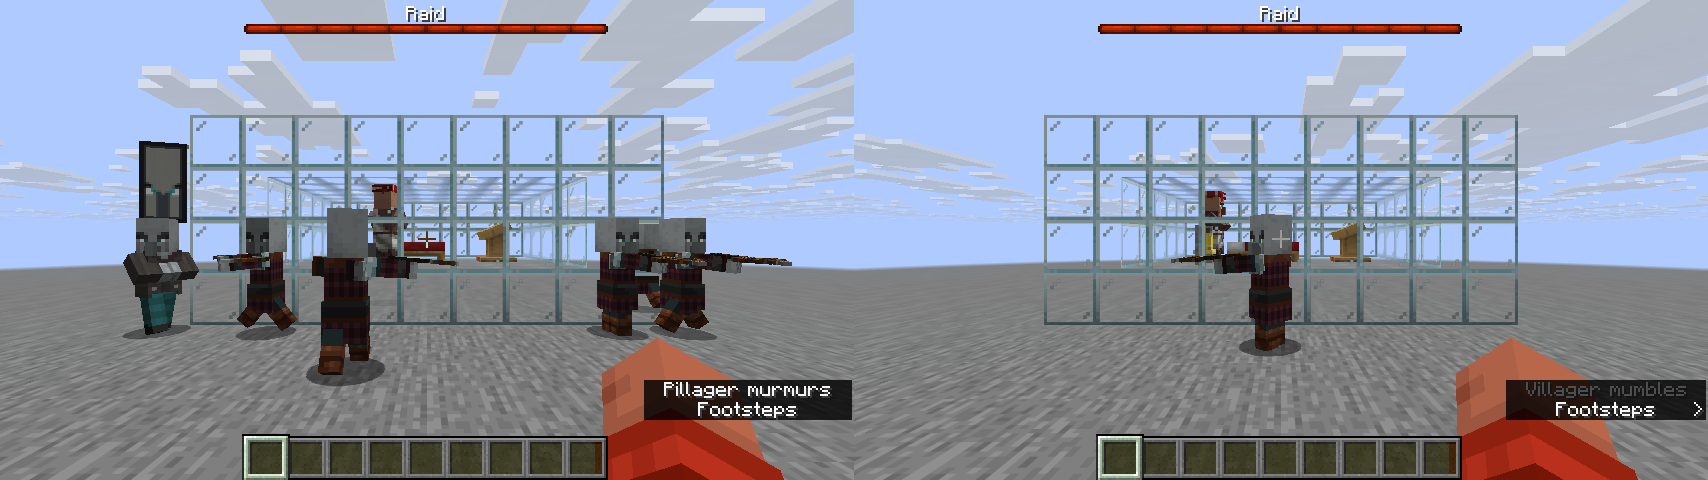 Raid
Pillager murmurs
Footsteps
Raid
Villager mumbles
Footsteps >